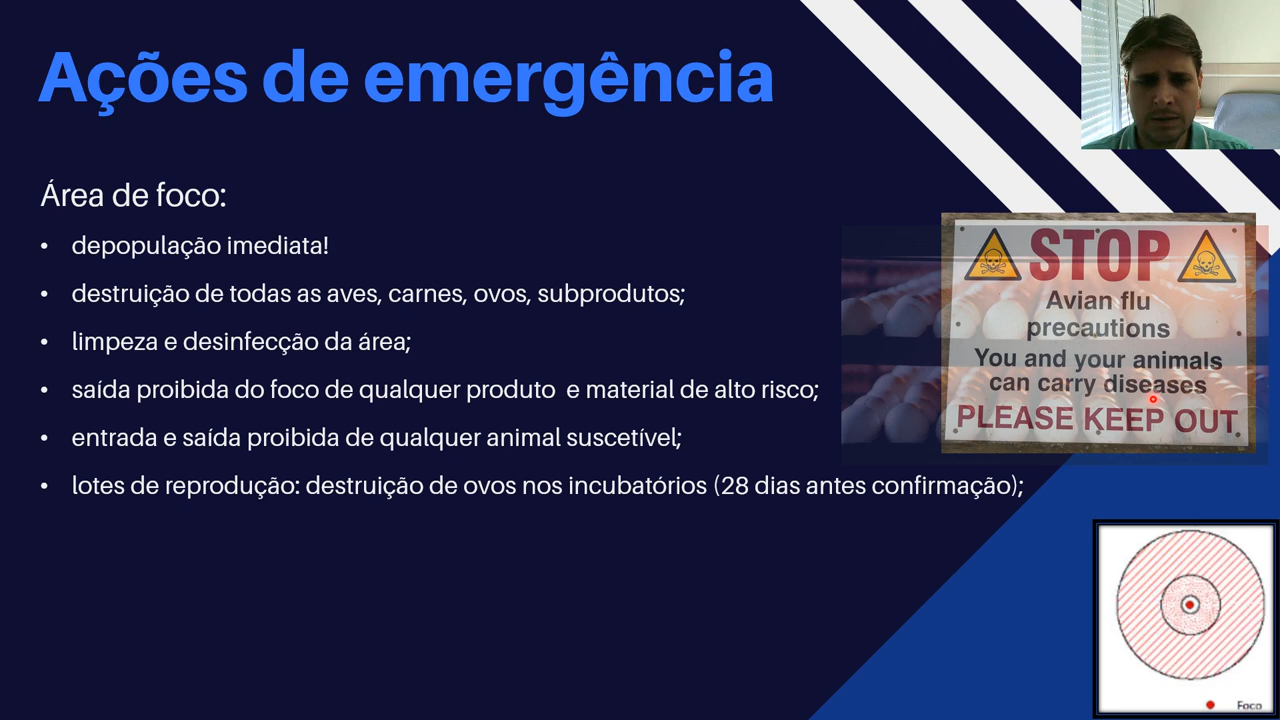 Ações de emergência
Área de foco:
• depopulação imediata!
• destruição de todas as aves, carnes, ovos, subprodutos;
• limpeza e desinfecção da área;
• saída proibida do foco de qualquer produto e material de alto risco;
• entrada e saída proibida de qualquer animal suscetível;
• lotes de reprodução: destruição de ovos nos incubatórios (28 dias antes confirmação);
STOP
Avian flu
precautions
You and your animals
can carry diseases
PLEASE KEEP OUT
Foco